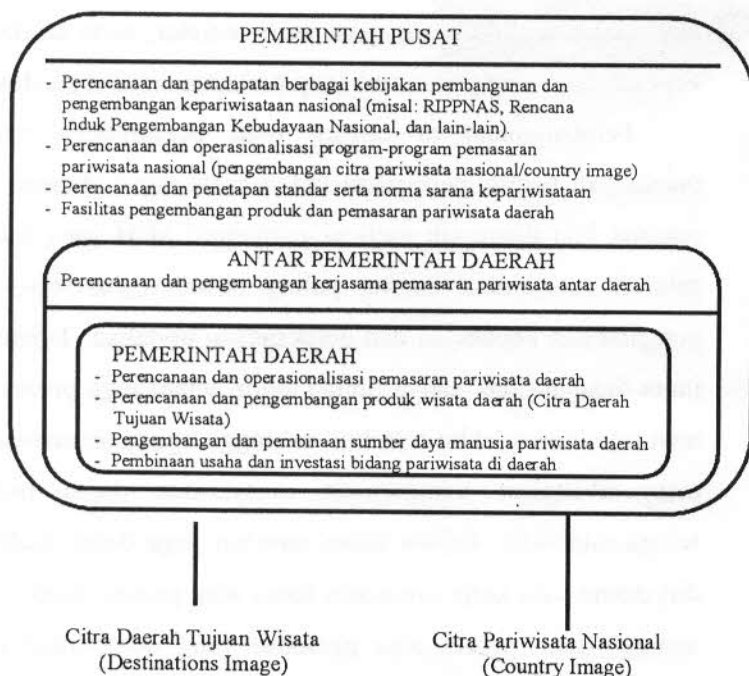 PEMERINTAH PUSAT
- Perencanaan dan pendapatan berbagai kebijakan pembangunan dan
pengembangan kepariwisataan nasional (misal: RIPPNAS, Rencana
Induk Pengembangan Kebudayaan Nasional, dan lain-lain).
- Perencanaan dan operasionalisasi program-program pemasaran
pariwisata nasional (pengembangan citra pariwisata nasional/country image)
- Perencanaan dan penetapan standar serta norma sarana kepariwisataan
- Fasilitas pengembangan produk dan pemasaran pariwisata daerah
ANTAR PEMERINTAH DAERAH
Perencanaan dan pengembangan kerjasama pemasaran pariwisata antar daerah
PEMERINTAH DAERAH
- Perencanaan dan operasionalisasi pemasaran pariwisata daerah
- Perencanaan dan pengembangan produk wisata daerah (Citra Daerah
Tujuan Wisata)
- Pengembangan dan pembinaan sumber daya manusia pariwisata daerah
- Pembinaan usaha dan investasi bidang pariwisata di daerah
Citra Daerah Tujuan Wisata
(Destinations Image)
Citra Pariwisata Nasional
(Country Image)